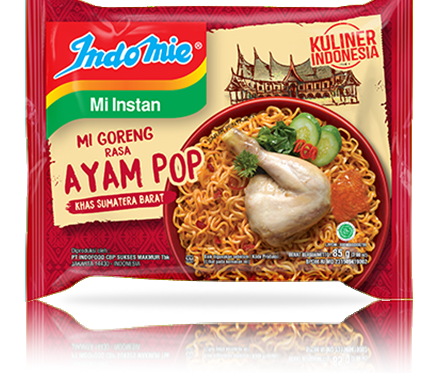 Indomie®
KULINER
INDONESIA
Mi Instan
MI GORENG
RASA
AYAM POP
KHAS SUMATERA BARAT
Diproduksi oleh:
PT INDOFOOD CBP SUKSES MAKMUR Tbk
JAKARTA 14430 - INDONESIA
85 g